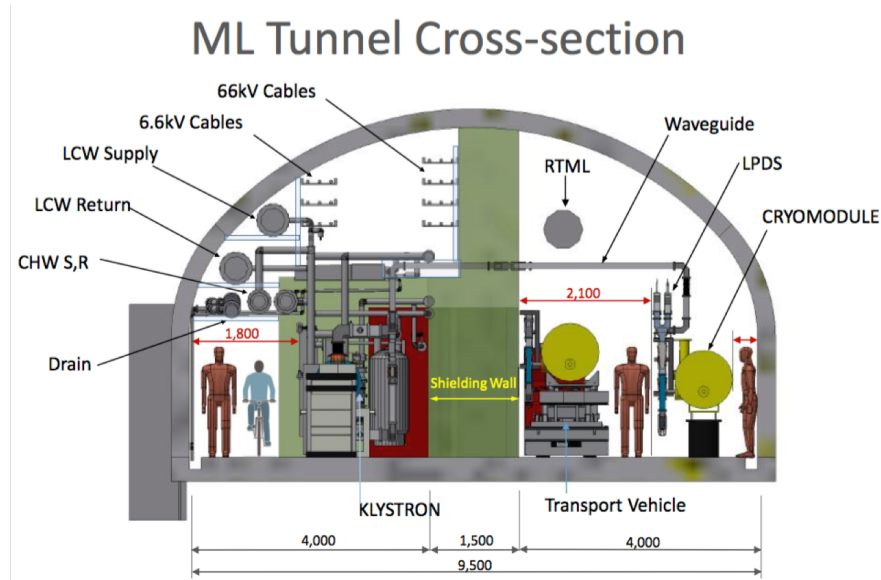 ML Tunnel Cross-section
66kV Cables
6.6kV Cables
Waveguide
LCW Supply
RTML
LPDS
LCW Return
CRYOMODULE
CHW S,R
2,100
1,800
Drain
Shielding Wall
KLYSTRON
Transport Vehicle
4,000
1,500
4,000
9,500